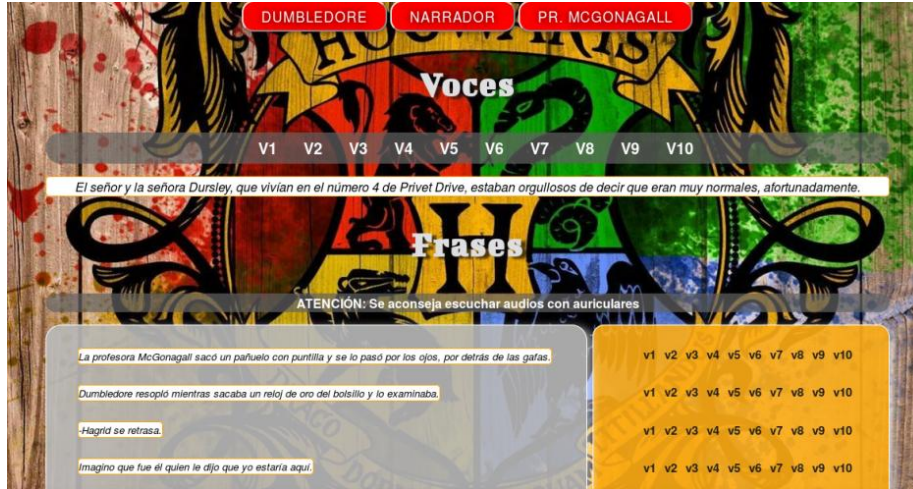 DUMBLEDORE NARRADOR PR. MCGONAGALL
HOGWARTS
Voces
V1 V2 V3 V4 V5 V6 V7 V8 V9 V10
El señor y la señora Dursley, que vivían en el número 4 de Privet Drive, estaban orgullosos de decir que eran muy normales, afortunadamente.
H
Frases
ATENCIÓN: Se aconseja escuchar audios con auriculares
La profesora McGonagall sacó un pañuelo con puntilla y se lo pasó por los ojos, por detrás de las gafas. v1 v2 v3 v4 v5 v6 v7 v8 v9 v10
Dumbledore resopló mientras sacaba un reloj de oro del bolsillo y lo examinaba. v1 v2 v3 v4 v5 v6 v7 v8 v9 v10
-Hagrid se retrasa. v1 v2 v3 v4 v5 v6 v7 v8 v9 v10
Imagino que fue él quien le dijo que yo estaría aquí. v1 v2 v3 v4 v5 v6 v7 v8 v9 v10